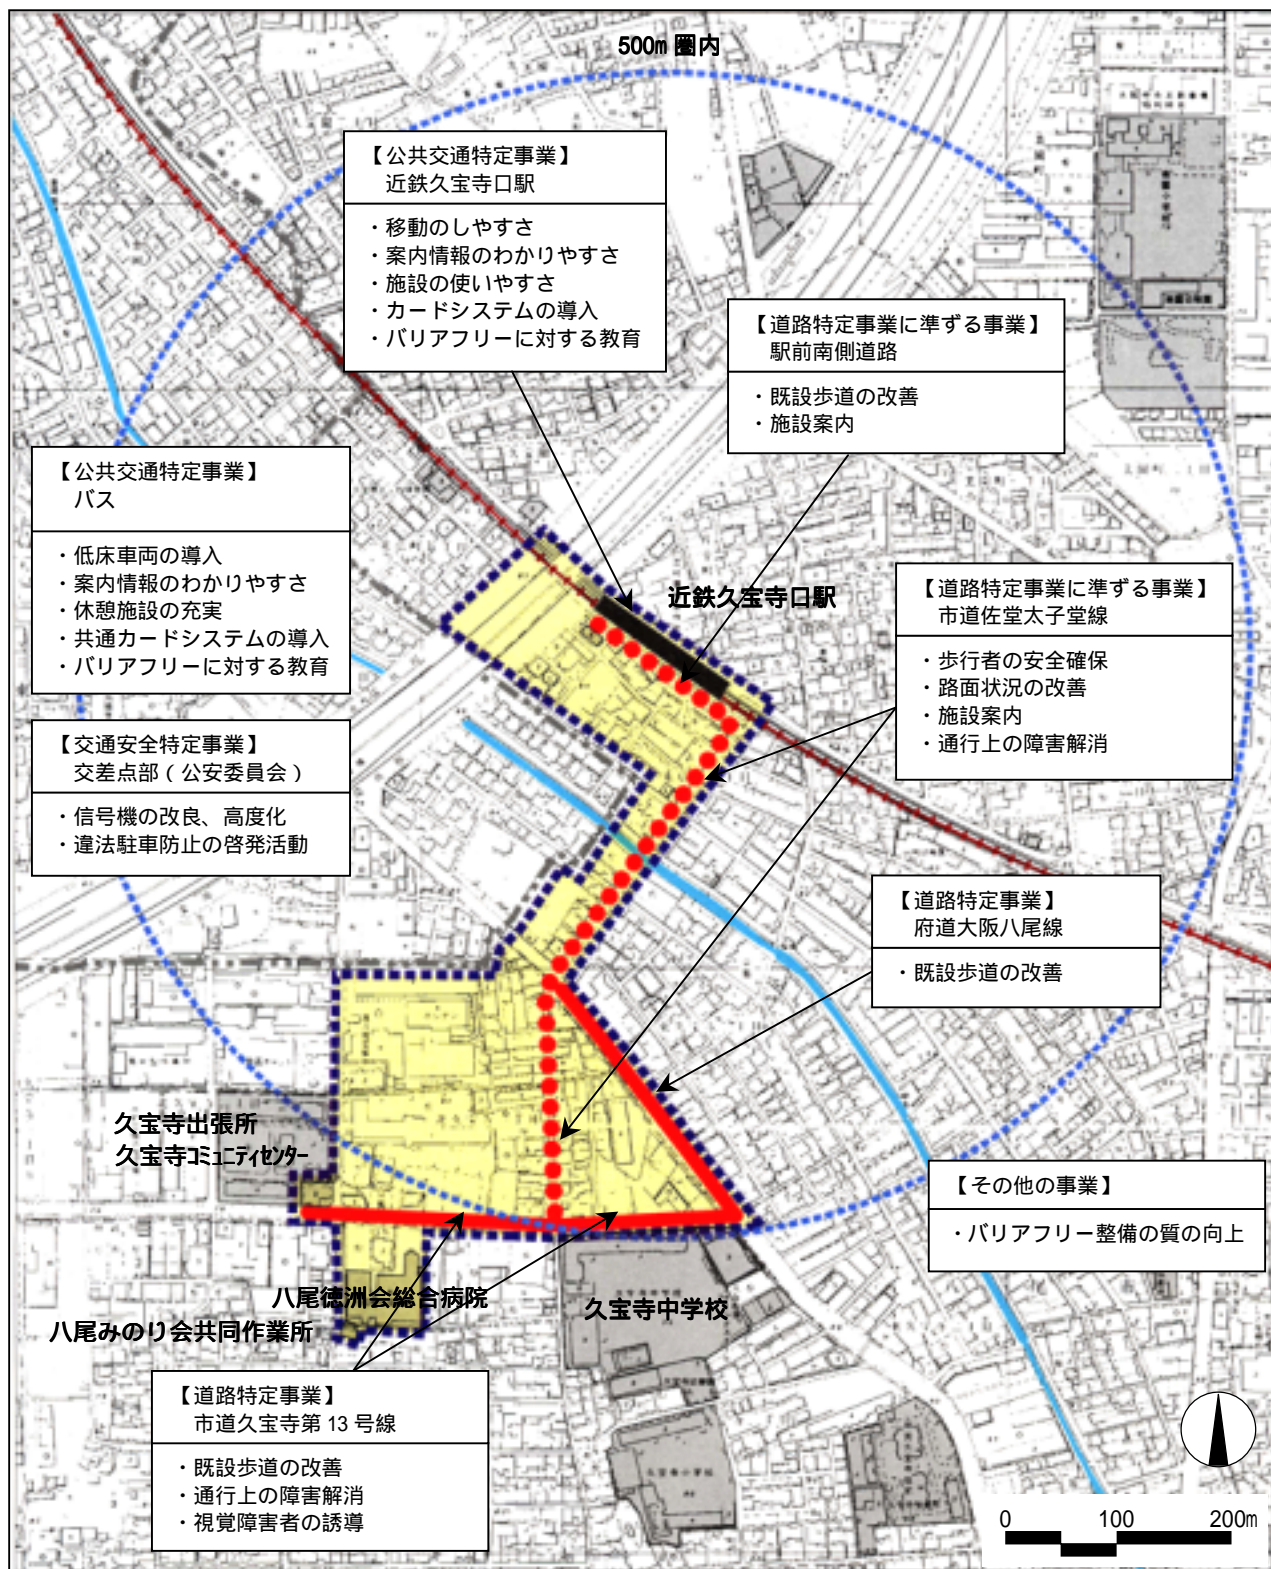 500m 圏内
【公共交通特定事業】
近鉄久宝寺口駅
・移動のしやすさ
・案内情報のわかりやすさ
・施設の使いやすさ
・カードシステムの導入
・バリアフリーに対する教育
【道路特定事業に準ずる事業】
駅前南側道路
・既設歩道の改善
・施設案内
【公共交通特定事業】
バス
・低床車両の導入
・案内情報のわかりやすさ
・休憩施設の充実
・共通カードシステムの導入
・バリアフリーに対する教育
近鉄久宝寺口駅
【道路特定事業に準ずる事業】
市道佐堂太子堂線
・歩行者の安全確保
・路面状況の改善
・施設案内
・通行上の障害解消
【交通安全特定事業】
交差点部（公安委員会）
・信号機の改良、高度化
・違法駐車防止の啓発活動
【道路特定事業】
府道大阪八尾線
・既設歩道の改善
久宝寺出張所
久宝寺コミュニティセンター
【その他の事業】
・バリアフリー整備の質の向上
八尾徳洲会総合病院
久宝寺中学校
八尾みのり会共同作業所
【道路特定事業】
市道久宝寺第 13 号線
・既設歩道の改善
・通行上の障害解消
・視覚障害者の誘導
0 100 200m